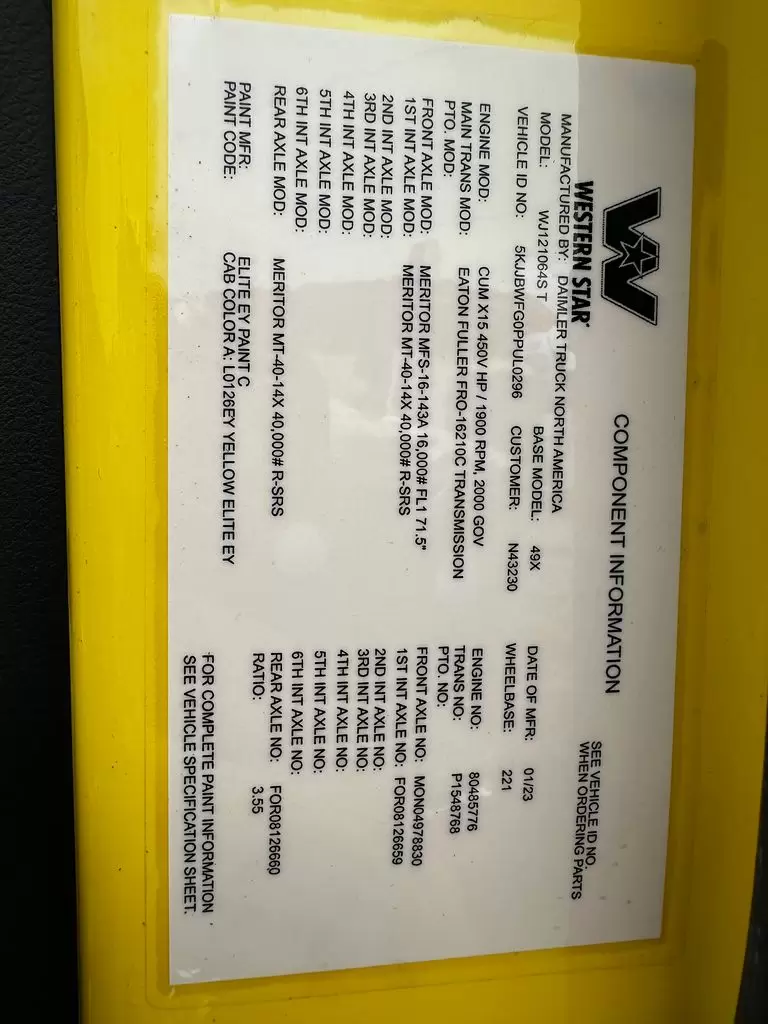 WESTERN STAR
COMPONENT INFORMATION
SEE VEHICLE ID NO.
WHEN ORDERING PARTS
MANUFACTURED BY: DAIMLER TRUCK NORTH AMERICA
MODEL: WJ121064S T BASE MODEL: 49X DATE OF MFR: 01/23
VEHICLE ID NO: 5KJJBWFG0PPUL0296 CUSTOMER: N43230 WHEELBASE: 221
ENGINE MOD: CUM X15 450V HP / 1900 RPM, 2000 GOV ENGINE NO: 80485776
MAIN TRANS MOD: EATON FULLER FRO-16210C TRANSMISSION TRANS NO: P1548768
PTO. MOD: PTO. NO:
FRONT AXLE MOD: MERITOR MFS-16-143A 16,000# FL1 71.5" FRONT AXLE NO: MON04978830
1ST INT AXLE MOD: MERITOR MT-40-14X 40,000# R-SRS 1ST INT AXLE NO: FOR08126659
2ND INT AXLE MOD: 2ND INT AXLE NO:
3RD INT AXLE MOD: 3RD INT AXLE NO:
4TH INT AXLE MOD: 4TH INT AXLE NO:
5TH INT AXLE MOD: 5TH INT AXLE NO:
6TH INT AXLE MOD: 6TH INT AXLE NO:
REAR AXLE MOD: MERITOR MT-40-14X 40,000# R-SRS REAR AXLE NO: FOR08126660
RATIO: 3.55
PAINT MFR: ELITE EY PAINT C
PAINT CODE: CAB COLOR A: L0126EY YELLOW ELITE EY
FOR COMPLETE PAINT INFORMATION
SEE VEHICLE SPECIFICATION SHEET.